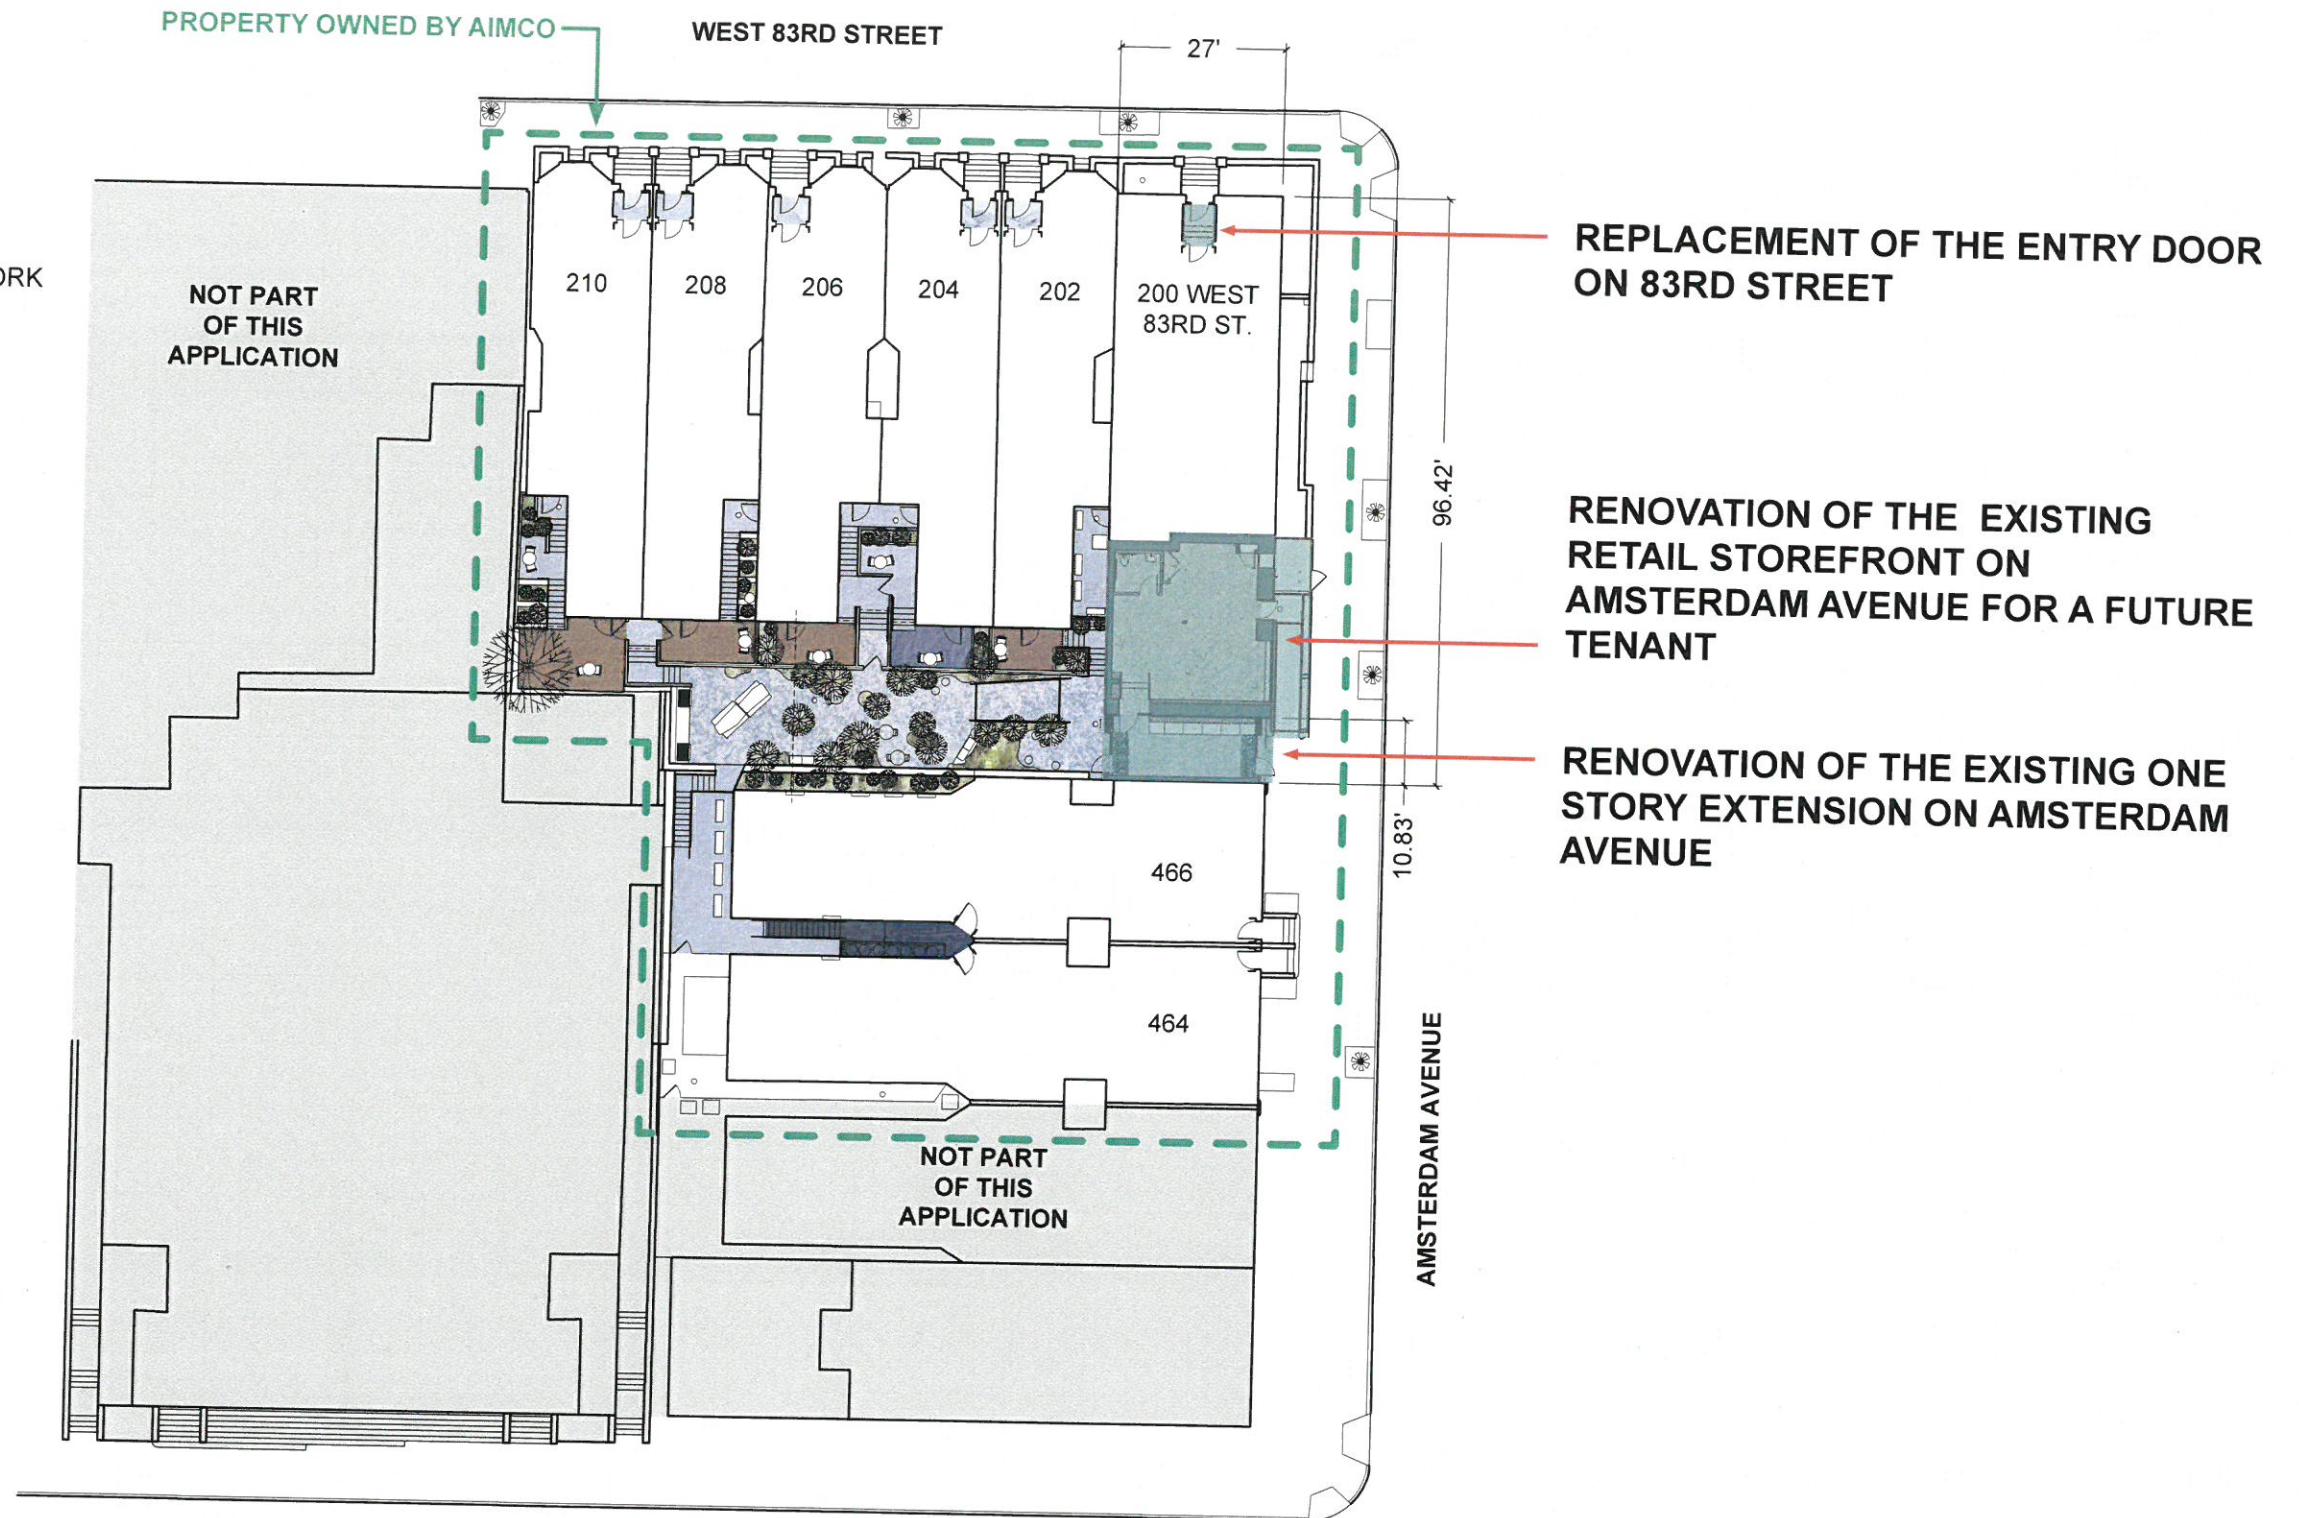 PROPERTY OWNED BY AIMCO
WEST 83RD STREET
27'
ORK
NOT PART
OF THIS
APPLICATION
210
208
206
204
202
200 WEST
83RD ST.
REPLACEMENT OF THE ENTRY DOOR
ON 83RD STREET
96.42'
RENOVATION OF THE EXISTING
RETAIL STOREFRONT ON
AMSTERDAM AVENUE FOR A FUTURE
TENANT
RENOVATION OF THE EXISTING ONE
STORY EXTENSION ON AMSTERDAM
AVENUE
10.83'
466
464
AMSTERDAM AVENUE
NOT PART
OF THIS
APPLICATION